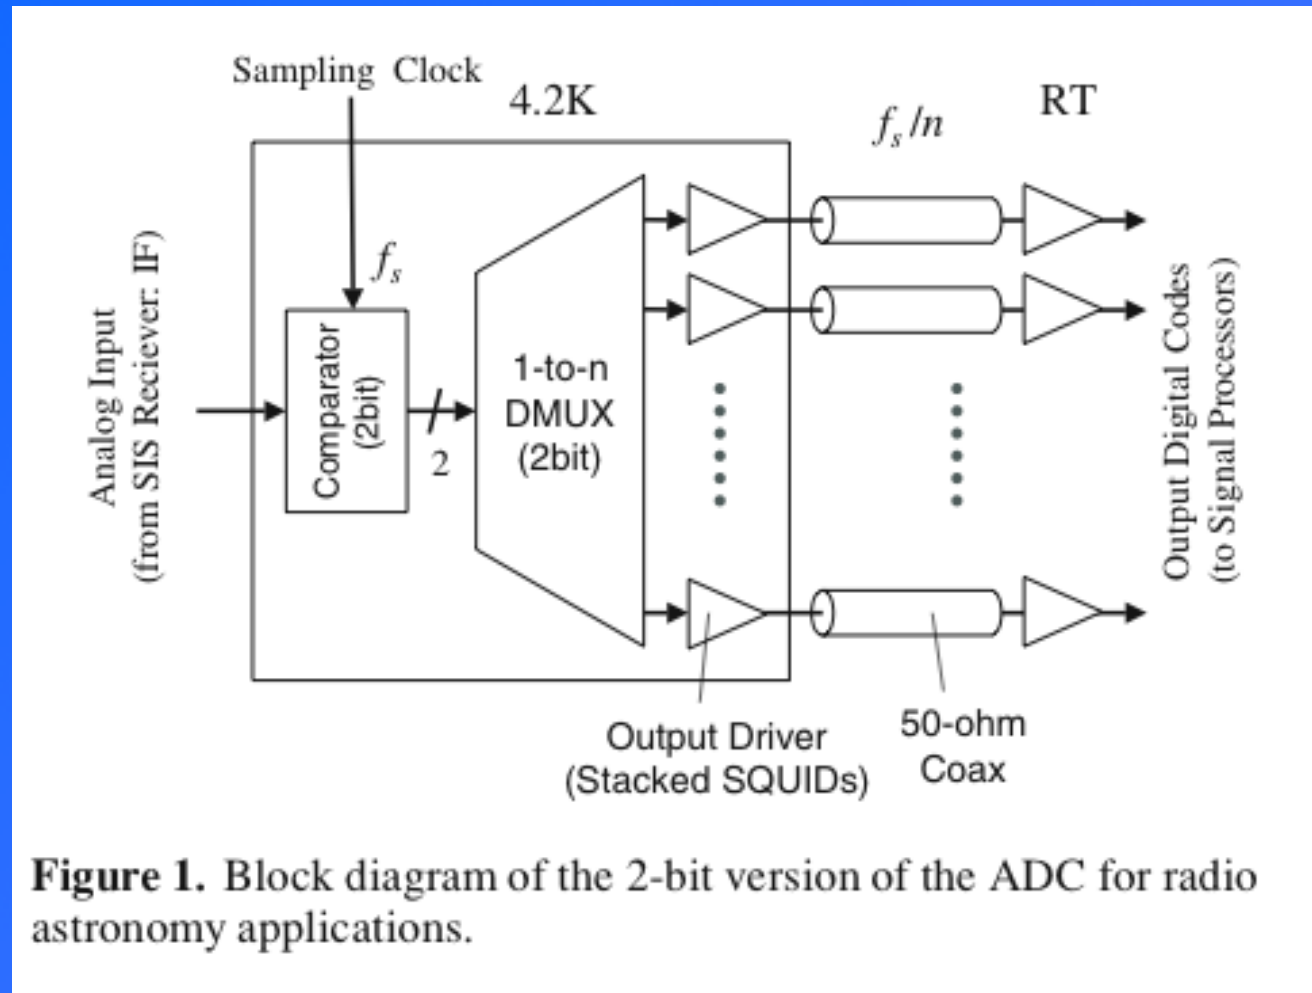 Sampling Clock
4.2K
f_s/n
RT
f_s
Analog Input
(from SIS Reciever: IF)
Comparator
(2bit)
2
1-to-n
DMUX
(2bit)
Output Digital Codes
(to Signal Processors)
Output Driver
(Stacked SQUIDs)
50-ohm
Coax
Figure 1. Block diagram of the 2-bit version of the ADC for radio
astronomy applications.